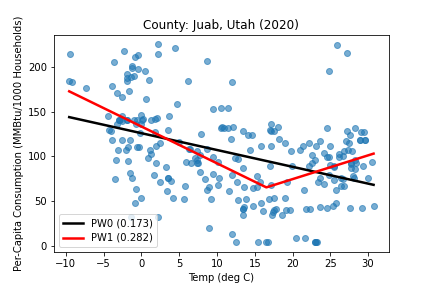 County: Juab, Utah (2020)
Per-Capita Consumption (MMBtu/1000 Households)
200
150
100
50
0
PW0 (0.173)
PW1 (0.282)
−10 −5 0 5 10 15 20 25 30
Temp (deg C)